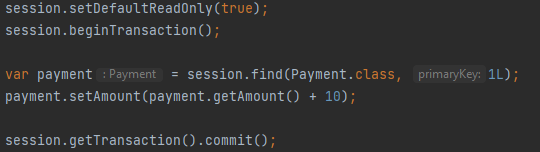 session.setDefaultReadOnly(true);
session.beginTransaction();
var payment : Payment = session.find(Payment.class, primaryKey: 1L);
payment.setAmount(payment.getAmount() + 10);
session.getTransaction().commit();